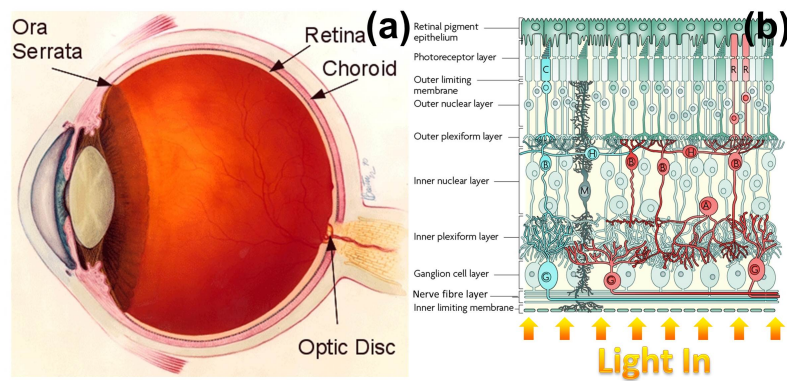 (a)
Ora
Serrata
Retina
Choroid
Optic Disc
(b)
Retinal pigment
epithelium
Photoreceptor layer
Outer limiting
membrane
Outer nuclear layer
Outer plexiform layer
Inner nuclear layer
Inner plexiform layer
Ganglion cell layer
Nerve fibre layer
Inner limiting membrane
C
R R
H
H
B
B
B
B
M
A
G
G
G
Light In